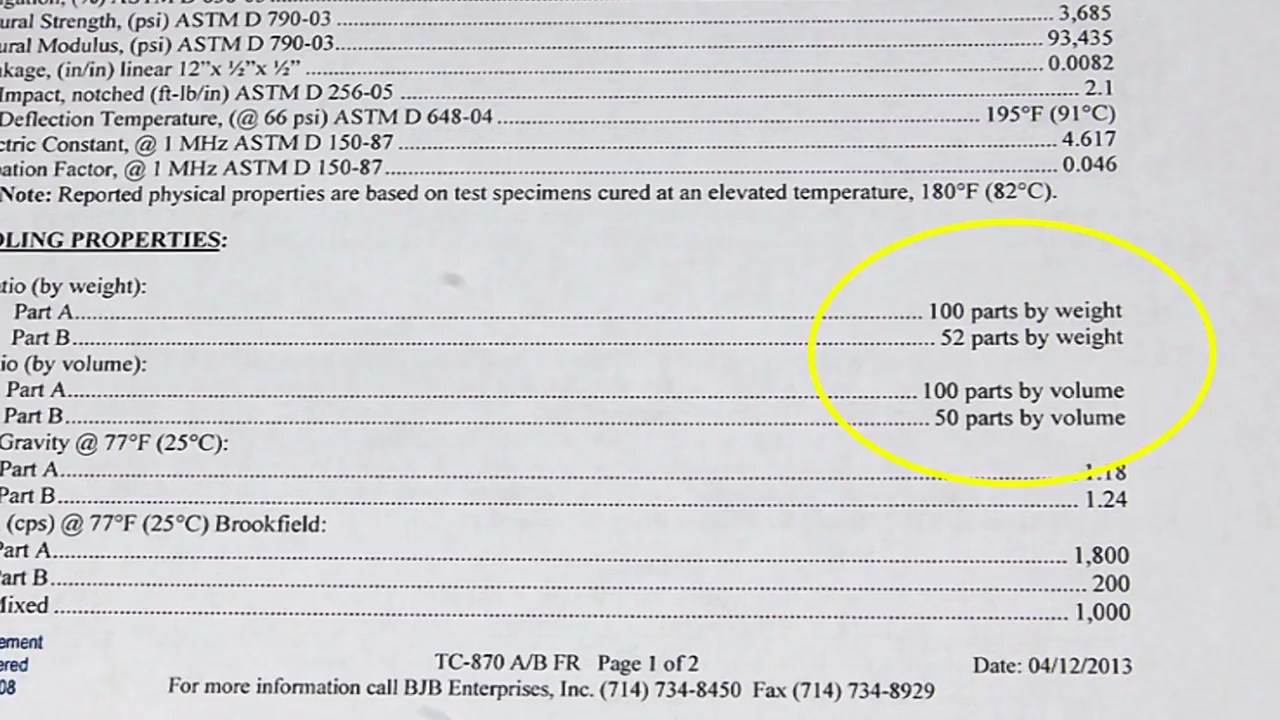 ural Strength, (psi) ASTM D 790-03 3,685
ural Modulus, (psi) ASTM D 790-03 93,435
kage, (in/in) linear 12”x ½”x ½” 0.0082
Impact, notched (ft-lb/in) ASTM D 256-05 2.1
Deflection Temperature, (@ 66 psi) ASTM D 648-04 195°F (91°C)
ctric Constant, @ 1 MHz ASTM D 150-87 4.617
pation Factor, @ 1 MHz ASTM D 150-87 0.046
Note: Reported physical properties are based on test specimens cured at an elevated temperature, 180°F (82°C).
DLING PROPERTIES:
tio (by weight):
Part A 100 parts by weight
Part B 52 parts by weight
io (by volume):
Part A 100 parts by volume
Part B 50 parts by volume
Gravity @ 77°F (25°C):
Part A 1.18
Part B 1.24
(cps) @ 77°F (25°C) Brookfield:
Part A 1,800
Part B 200
Mixed 1,000
ement
ered
08
TC-870 A/B FR Page 1 of 2 Date: 04/12/2013
For more information call BJB Enterprises, Inc. (714) 734-8450 Fax (714) 734-8929